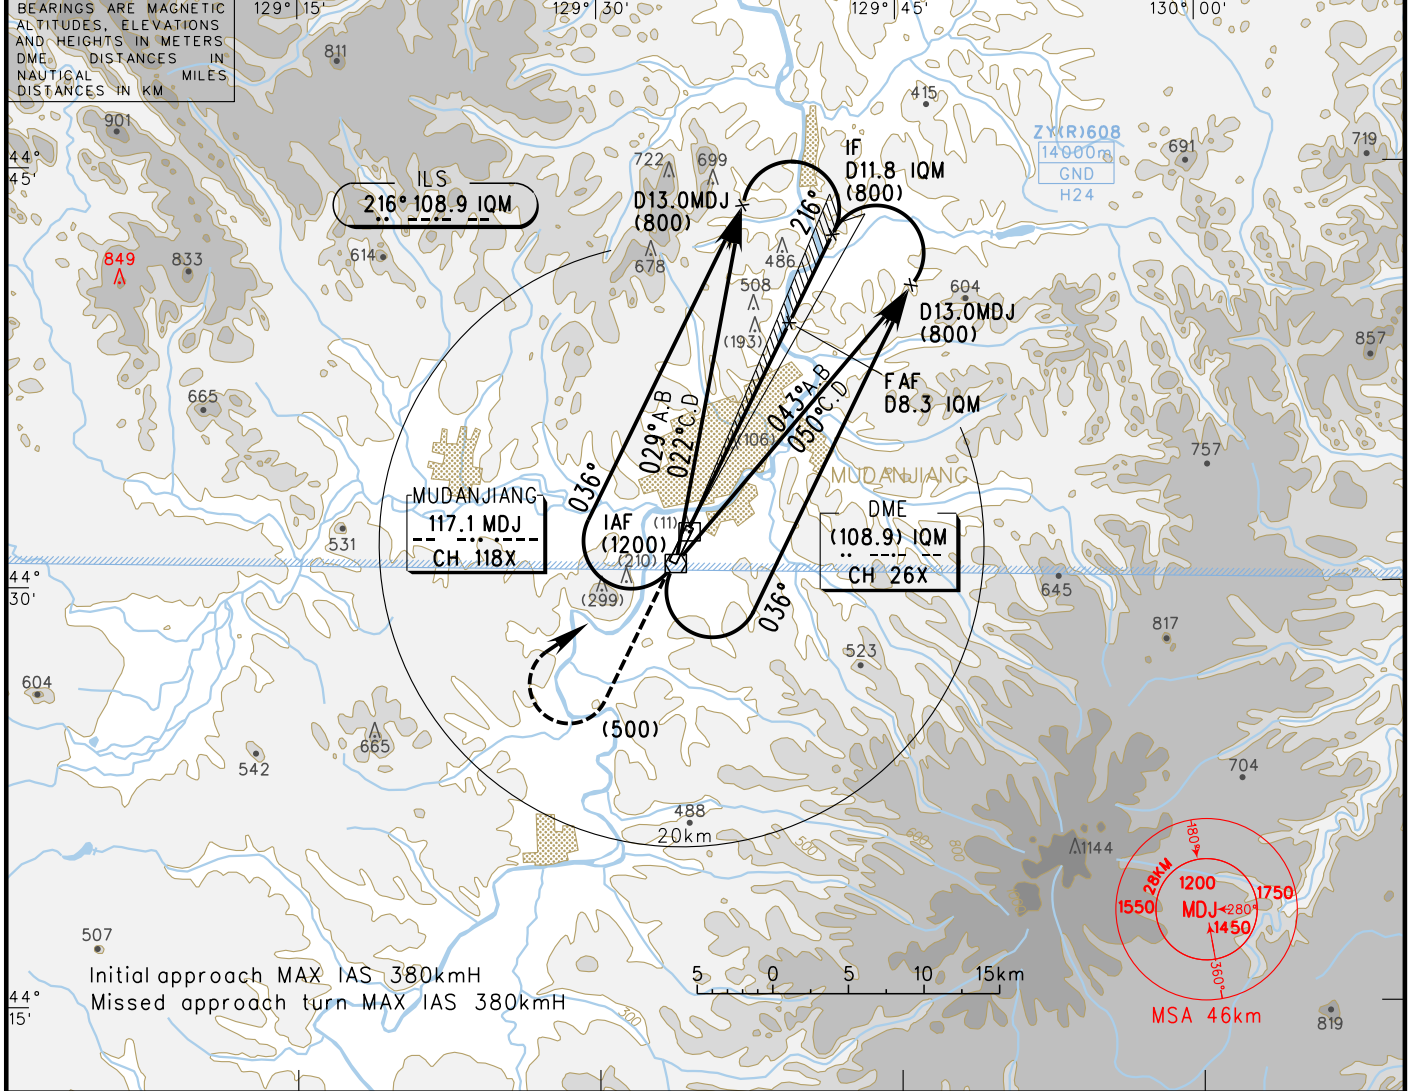 BEARINGS ARE MAGNETIC
ALTITUDES, ELEVATIONS
AND HEIGHTS IN METERS
DME DISTANCES IN
NAUTICAL MILES
DISTANCES IN KM
129° 15'
129° 30'
129° 45'
130° 00'
811
901
415
ZY(R)608
14000m
GND
H24
691
719
44°
45'
722
699
IF
D11.8 IQM
(800)
ILS
216° 108.9 IQM
D13.0MDJ
(800)
216°
614
678
486
849
833
508
604
D13.0MDJ
(800)
(193)
857
665
FAF
D8.3 IQM
029° A.B
022° C.D
043° A.B
050° C.D
(106)
757
MUDANJIANG
036°
MUDANJIANG
117.1 MDJ
CH 118X
DME
(108.9) IQM
CH 26X
IAF
(1200)
(11)
(210)
(299)
531
44°
30'
645
036°
817
523
604
(500)
665
542
704
488
20km
500
600
800
1144
180°
28KM
1200
1550
1750
MDJ
280°
1450
360°
MSA 46km
507
Initial approach MAX IAS 380kmH
Missed approach turn MAX IAS 380kmH
5 0 5 10 15km
44°
15'
300
819